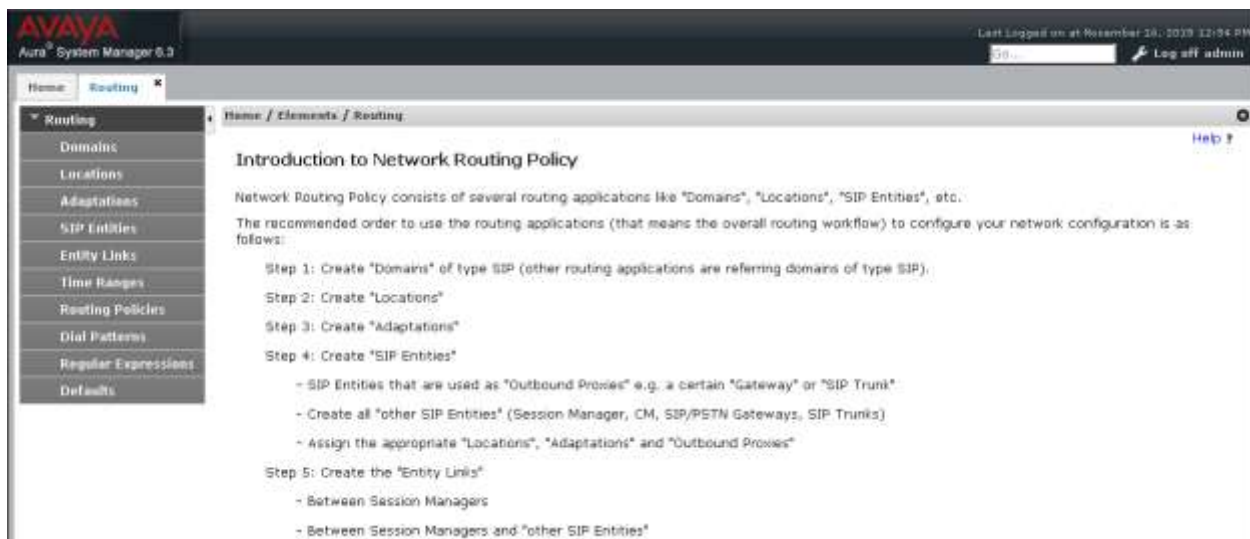 AVAYA
Aura® System Manager 6.3
Last Logged on at November
Go...
Log off admin
Home
Routing
Routing
Domains
Locations
Adaptations
SIP Entities
Entity Links
Time Ranges
Routing Policies
Dial Patterns
Regular Expressions
Defaults
Home / Elements / Routing
Help ?
Introduction to Network Routing Policy
Network Routing Policy consists of several routing applications like "Domains", "Locations", "SIP Entities", etc.
The recommended order to use the routing applications (that means the overall routing workflow) to configure your network configuration is as
follows:
Step 1: Create "Domains" of type SIP (other routing applications are referring domains of type SIP).
Step 2: Create "Locations"
Step 3: Create "Adaptations"
Step 4: Create "SIP Entities"
- SIP Entities that are used as "Outbound Proxies" e.g. a certain "Gateway" or "SIP Trunk"
- Create all "other SIP Entities" (Session Manager, CM, SIP/PSTN Gateways, SIP Trunks)
- Assign the appropriate "Locations", "Adaptations" and "Outbound Proxies"
Step 5: Create the "Entity Links"
- Between Session Managers
- Between Session Managers and "other SIP Entities"